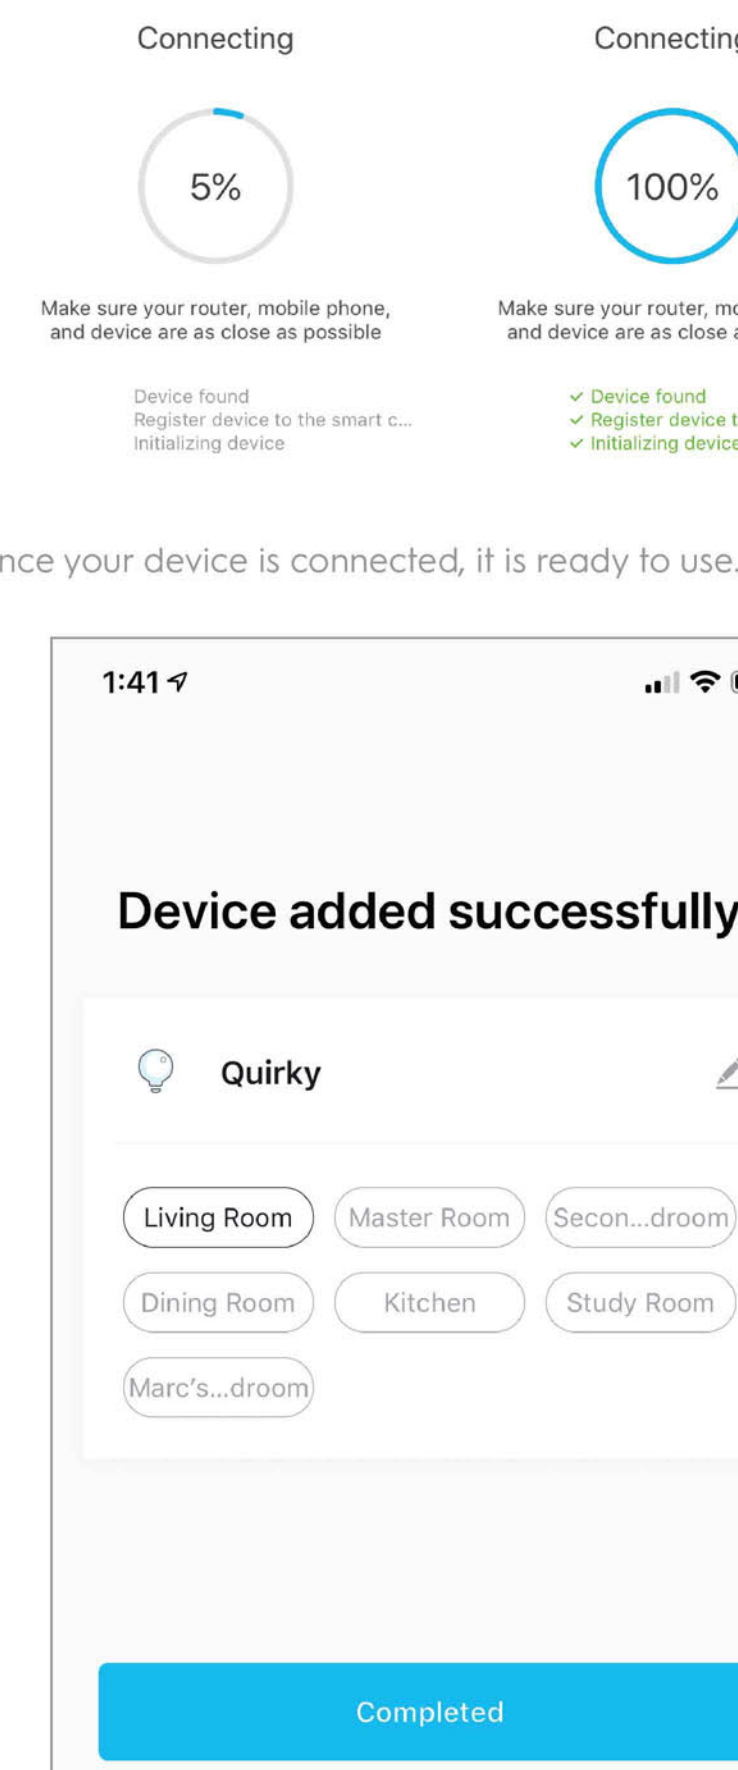 Connecting
5%
Make sure your router, mobile phone,
and device are as close as possible
Device found
Register device to the smart c...
Initializing device
Connecting
100%
Make sure your router,
and device are as close
✓ Device found
✓ Register device
✓ Initializing device
your device is connected, it is ready to use.
1:41
Device added successfully
Quirky
Living Room
Master Room
Secon...droom
Dining Room
Kitchen
Study Room
Marc's...droom
Completed